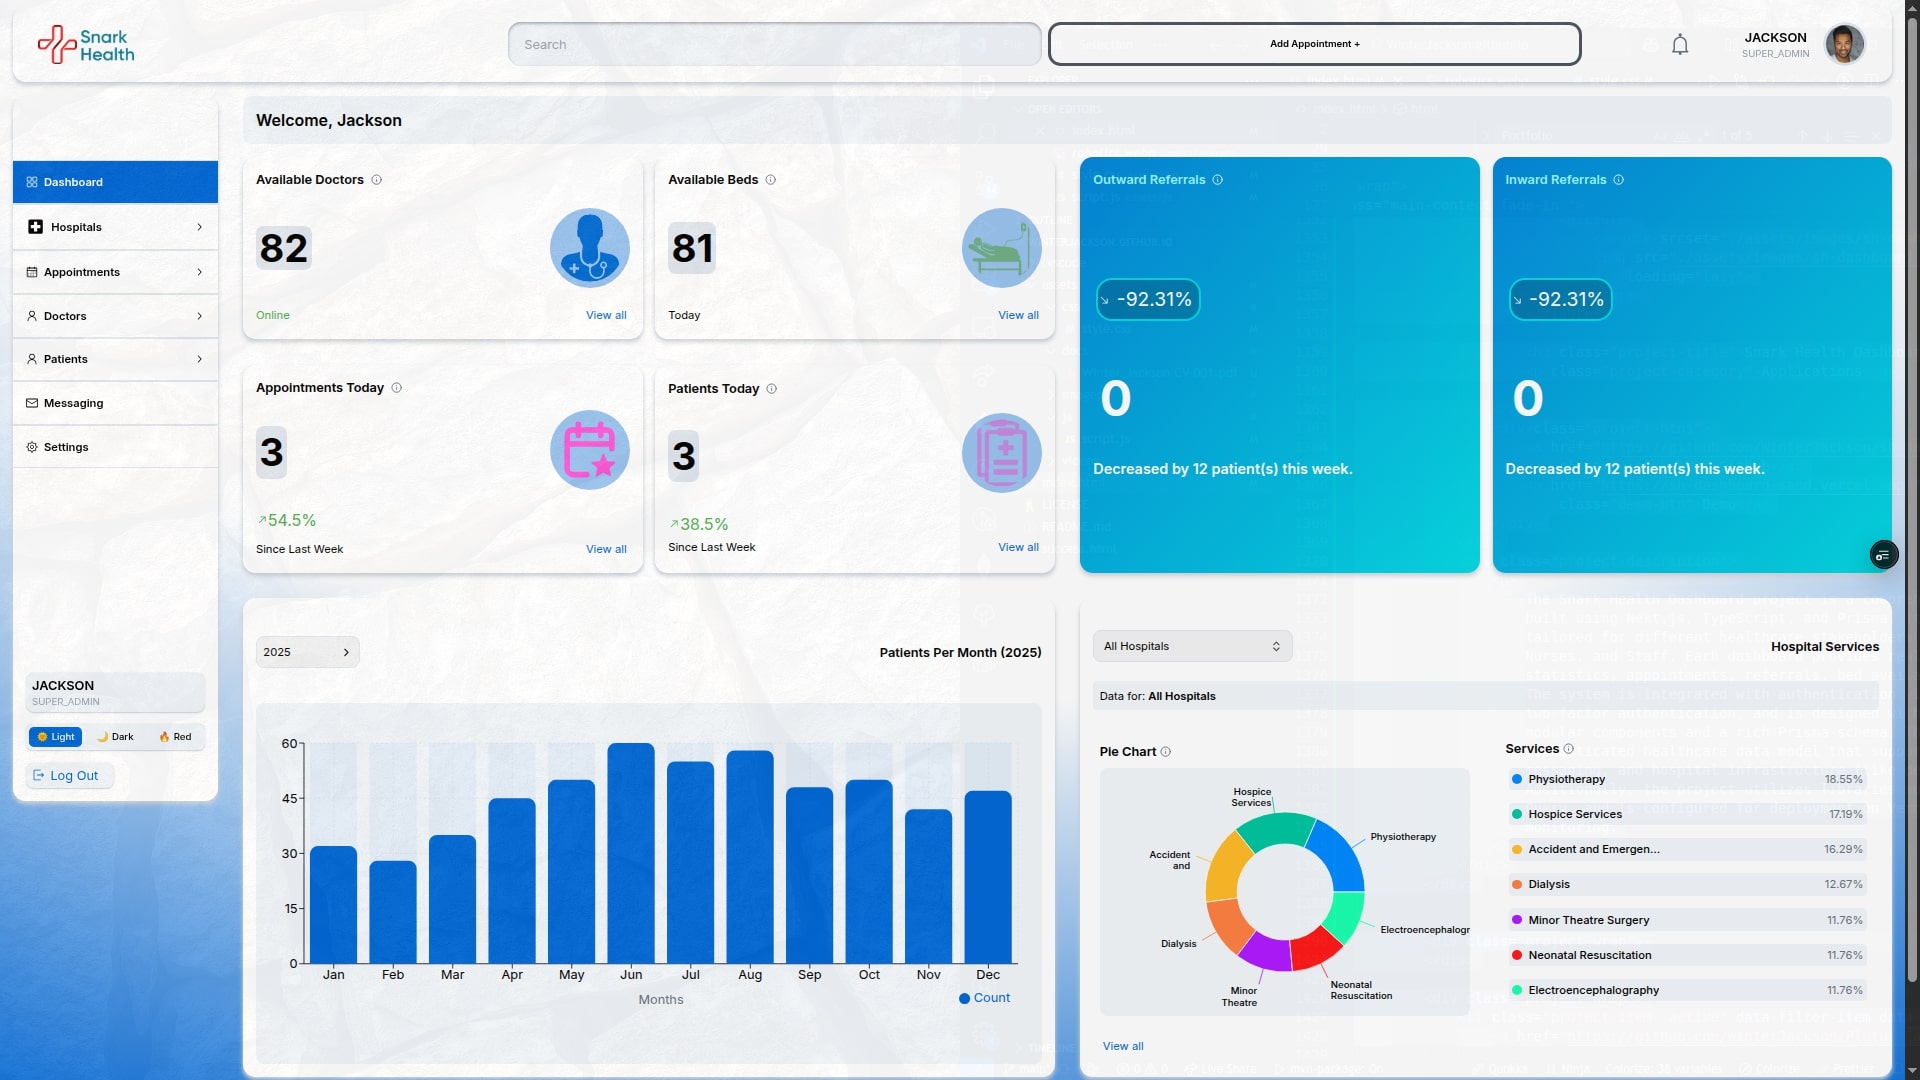 Snark
Health
Search
Add Appointment +
JACKSON
SUPER_ADMIN
Welcome, Jackson
Dashboard
Hospitals
Appointments
Doctors
Patients
Messaging
Settings
JACKSON
SUPER_ADMIN
Light
Dark
Red
Log Out
Available Doctors
82
Online
View all
Available Beds
81
Today
View all
Appointments Today
3
54.5%
Since Last Week
View all
Patients Today
3
38.5%
Since Last Week
View all
Outward Referrals
-92.31%
0
Decreased by 12 patient(s) this week.
Inward Referrals
-92.31%
0
Decreased by 12 patient(s) this week.
2025
Patients Per Month (2025)
60
45
30
15
0
Jan Feb Mar Apr May Jun Jul Aug Sep Oct Nov Dec
Months
Count
All Hospitals
Hospital Services
Data for: All Hospitals
Pie Chart
Hospice
Services
Physiotherapy
Accident
and
Dialysis
Electroencephalogr
Minor
Theatre
Neonatal
Resuscitation
Services
Physiotherapy 18.55%
Hospice Services 17.19%
Accident and Emergen... 16.29%
Dialysis 12.67%
Minor Theatre Surgery 11.76%
Neonatal Resuscitation 11.76%
Electroencephalography 11.76%
View all